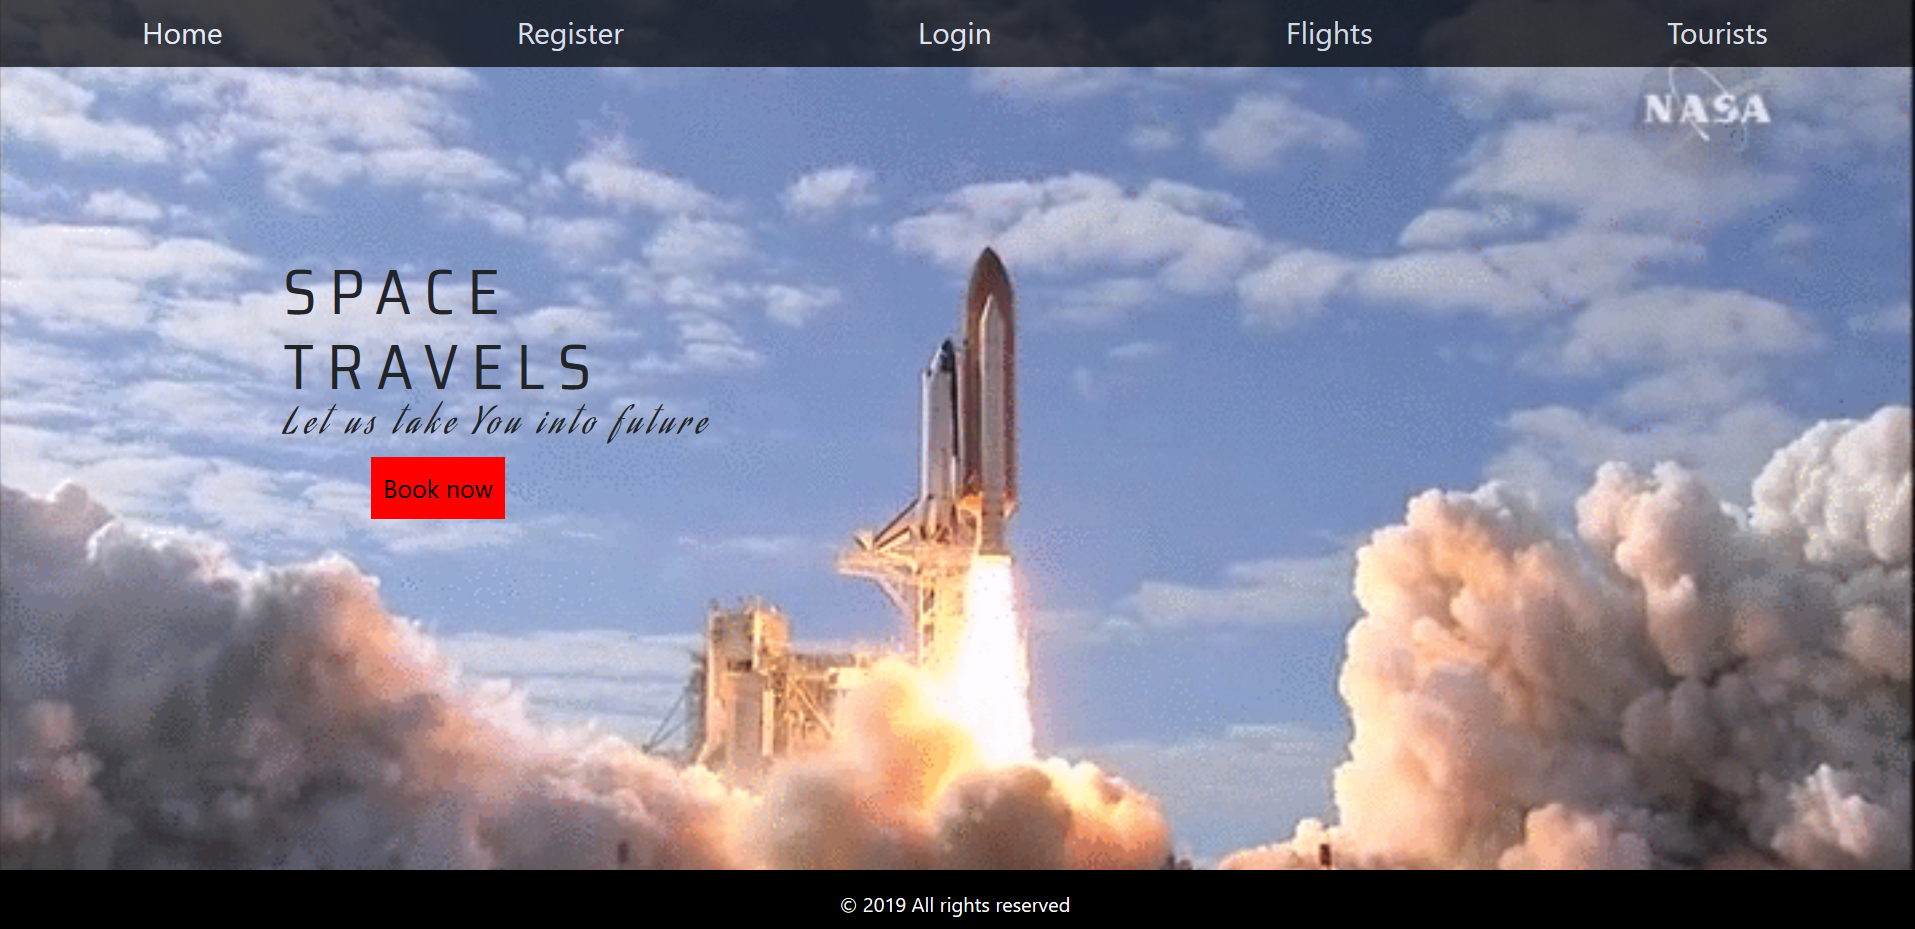 Home Register Login Flights Tourists
NASA
SPACE
TRAVELS
Let us take You into future
Book now
© 2019 All rights reserved